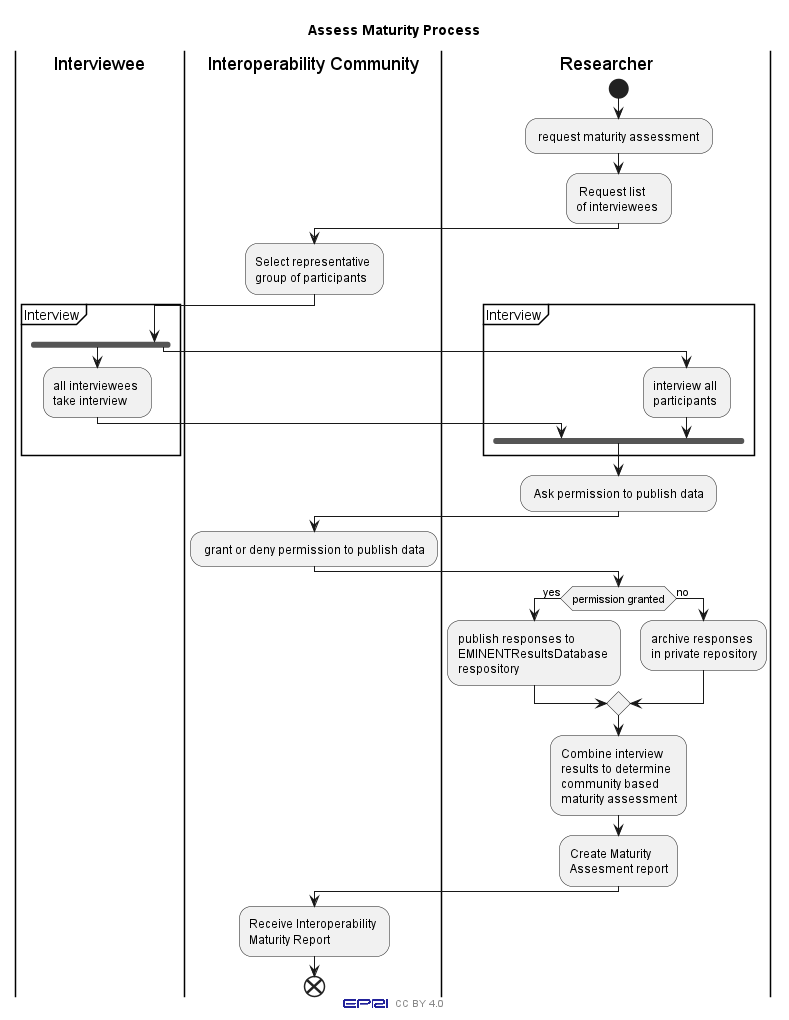 Assess Maturity Process
Interviewee
Interoperability Community
Researcher
request maturity assessment
Request list
of interviewees
Select representative
group of participants
Interview
Interview
all interviewees
take interview
interview all
participants
Ask permission to publish data
grant or deny permission to publish data
yes
permission granted
no
publish responses to
EMINENTResultsDatabase
respository
archive responses
in private repository
Combine interview
results to determine
community based
maturity assessment
Create Maturity
Assesment report
Receive Interoperability
Maturity Report
EPRI CC BY 4.0